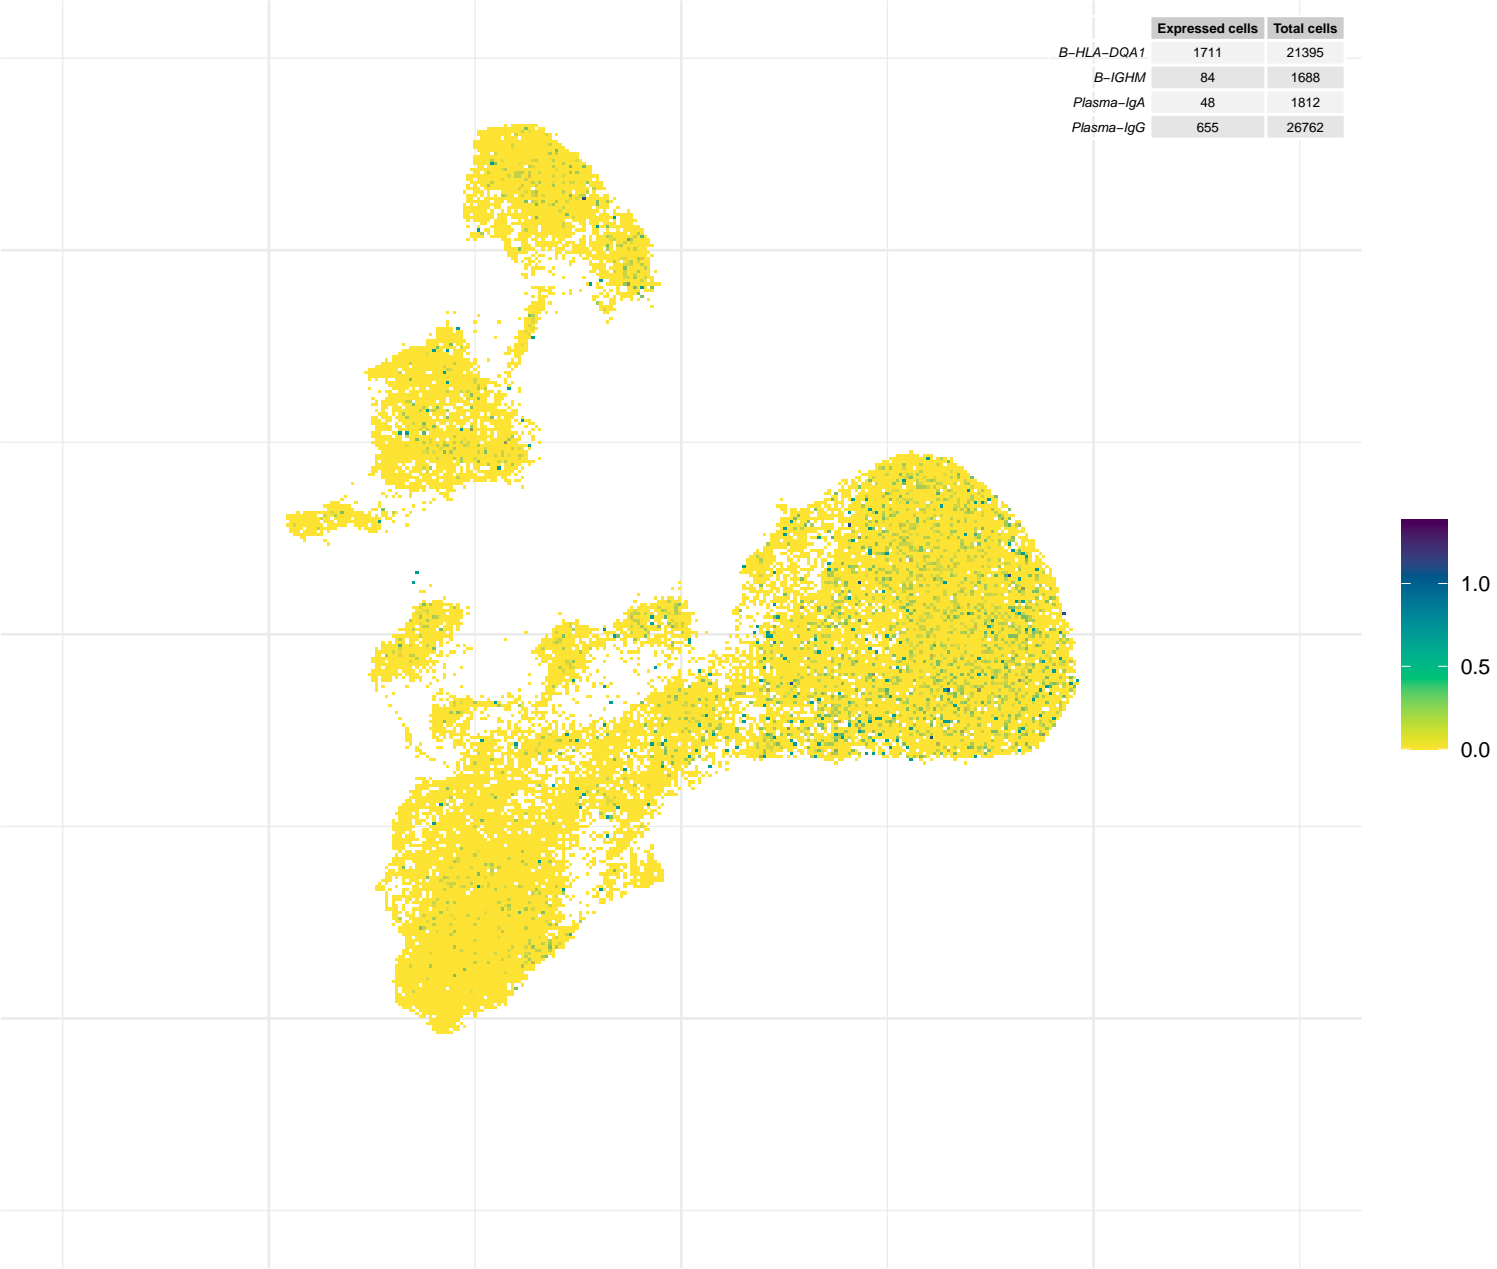 Expressed cells Total cells
B−HLA−DQA1 1711 21395
B−IGHM 84 1688
Plasma−IgA 48 1812
Plasma−IgG 655 26762
1.0
0.5
0.0